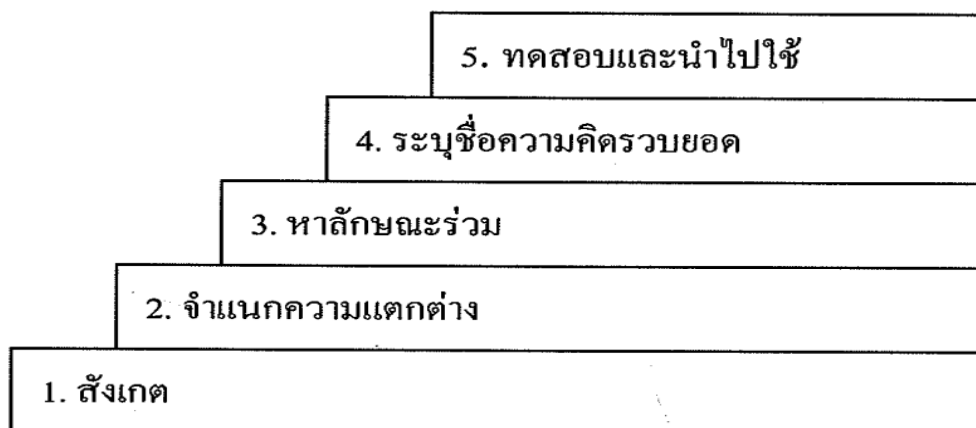 5. ทดสอบและนำไปใช้
4. ระบุชื่อความคิดรวบยอด
3. หาลักษณะร่วม
2. จำแนกความแตกต่าง
1. สังเกต